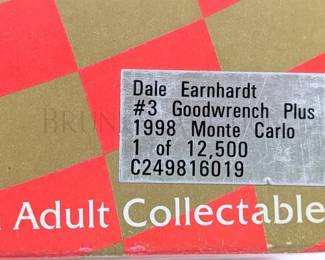 Dale Earnhardt
#3 Goodwrench Plus
1998 Monte Carlo
1 of 12,500
C249816019
Adult Collectable